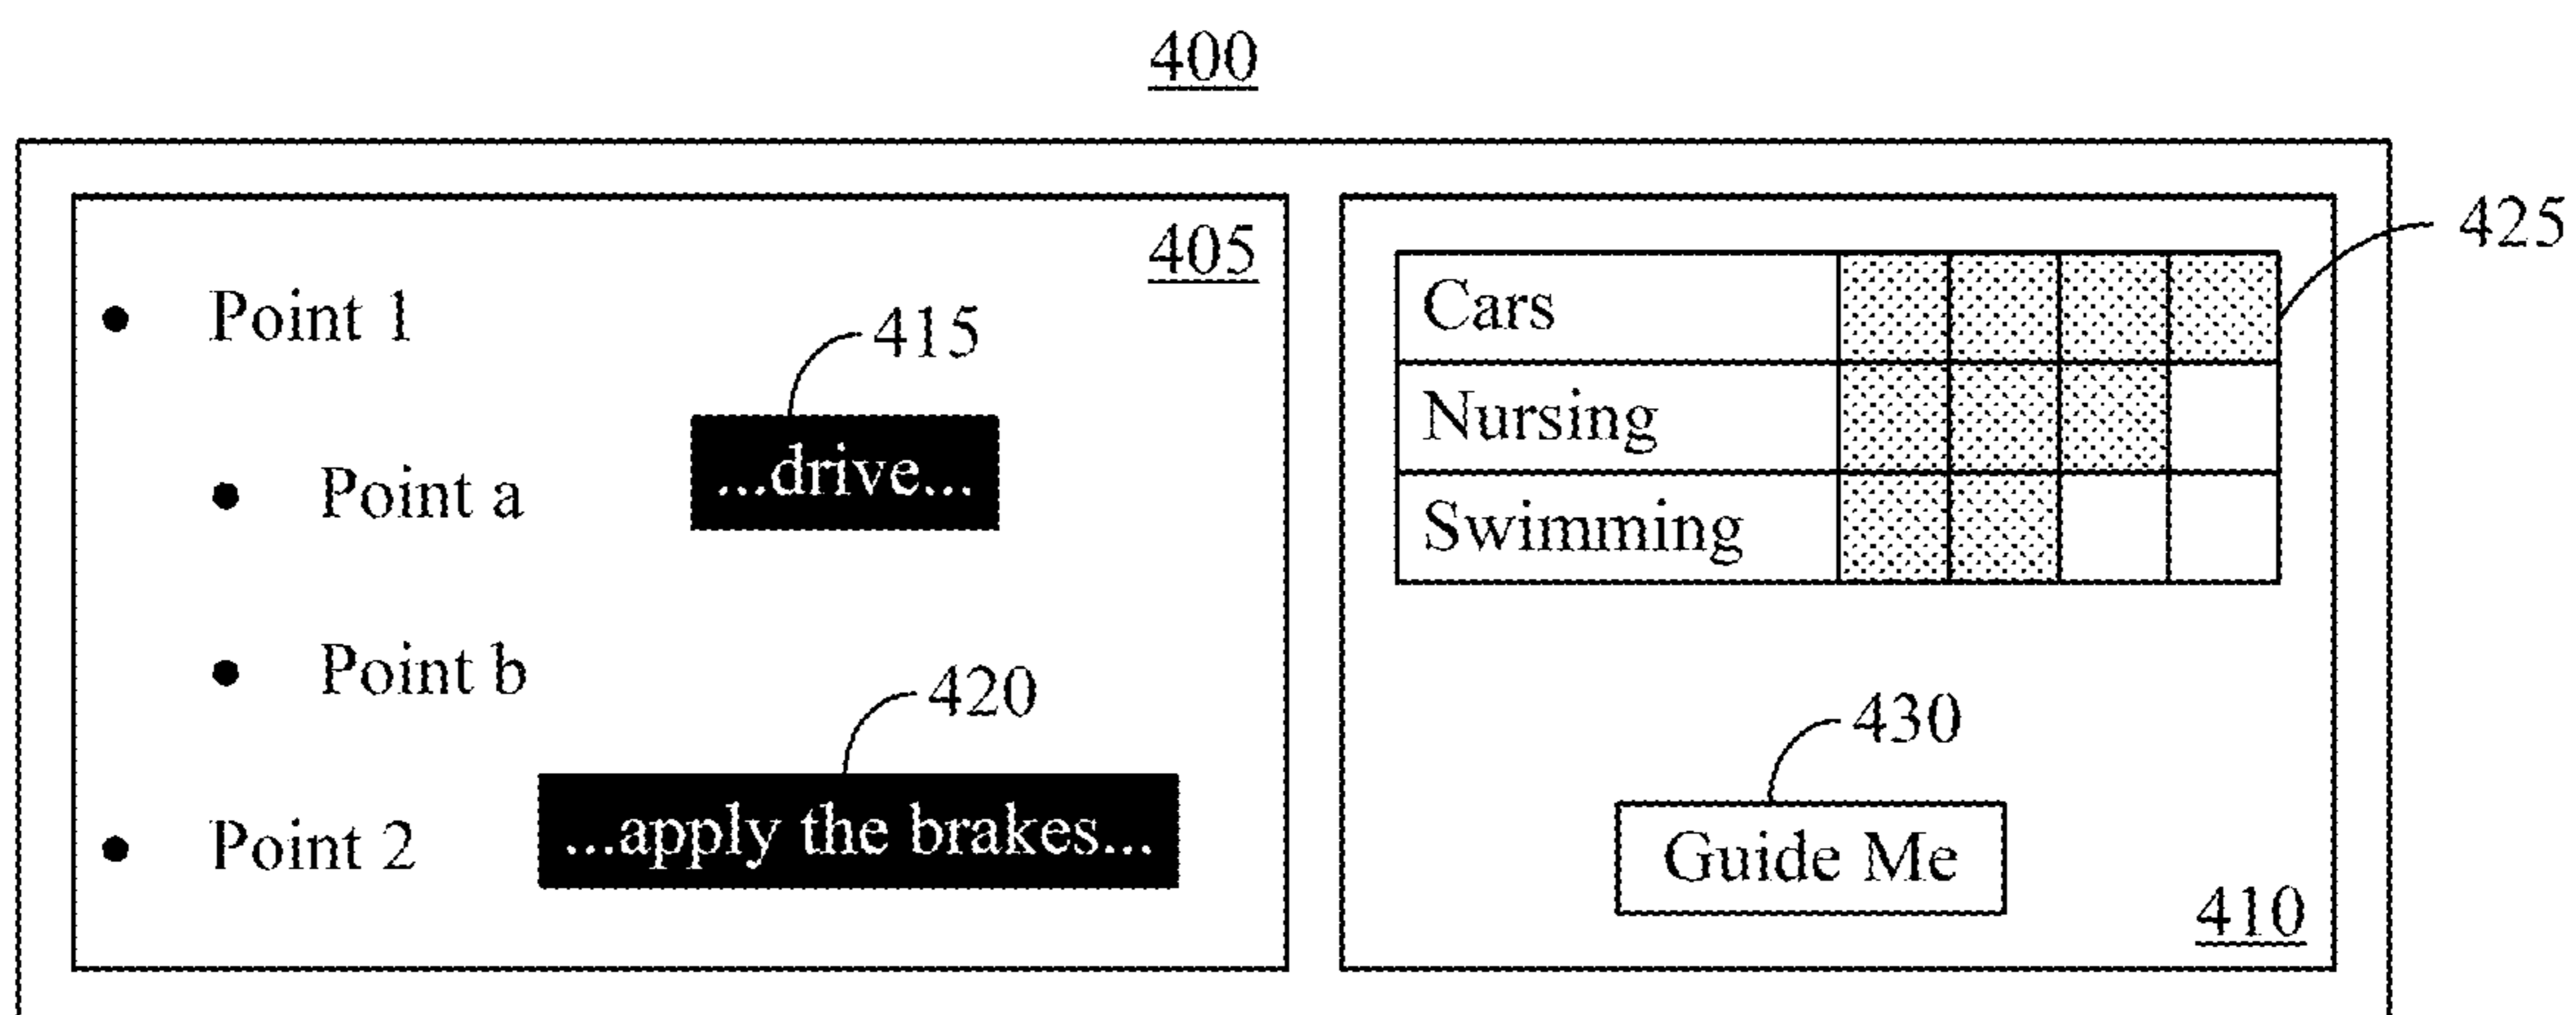 400
405
• Point 1
415
...drive...
• Point a
• Point b
420
• Point 2
...apply the brakes...
425
Cars
Nursing
Swimming
430
Guide Me
410